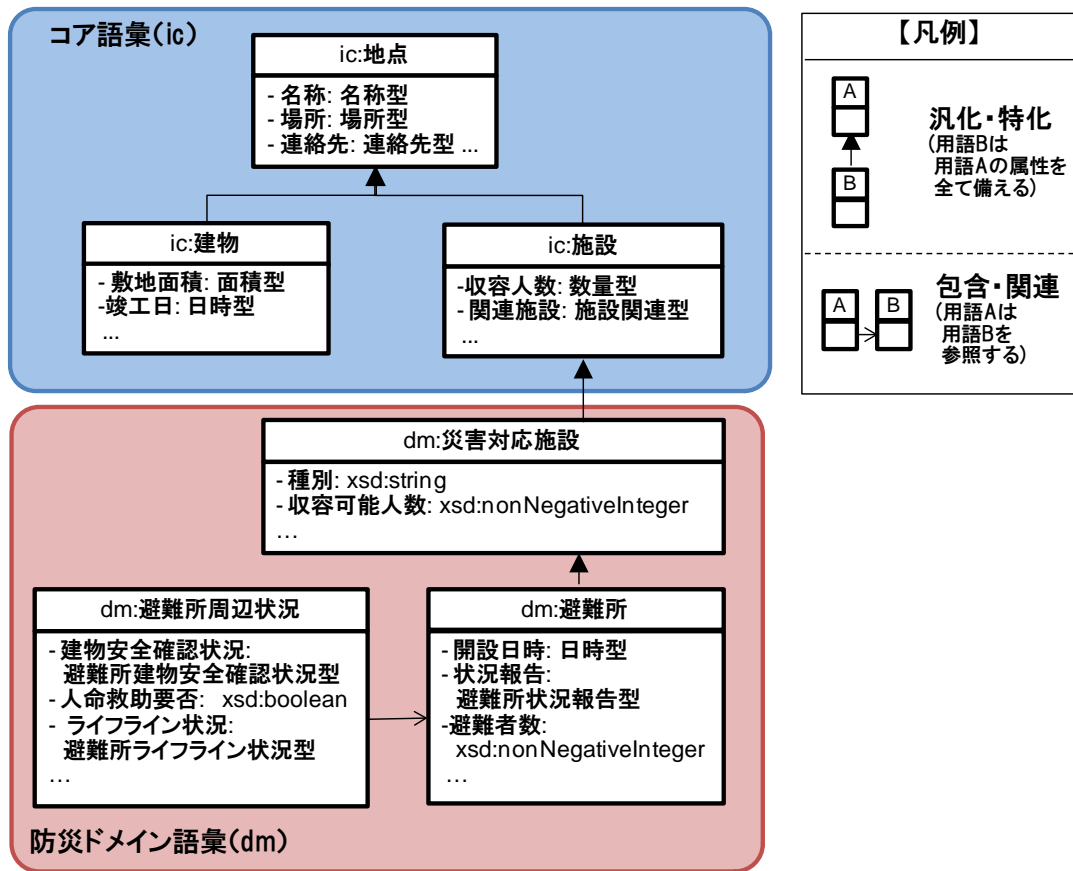 コア語彙(ic)
ic:地点
- 名称: 名称型
- 場所: 場所型
- 連絡先: 連絡先型 ...
ic:建物
- 敷地面積: 面積型
-竣工日: 日時型
...
ic:施設
-収容人数: 数量型
- 関連施設: 施設関連型
...
dm:災害対応施設
- 種別: xsd:string
- 収容可能人数: xsd:nonNegativeInteger
…
dm:避難所周辺状況
- 建物安全確認状況:
避難所建物安全確認状況型
- 人命救助要否: xsd:boolean
- ライフライン状況:
避難所ライフライン状況型
…
dm:避難所
- 開設日時: 日時型
- 状況報告:
避難所状況報告型
-避難者数:
xsd:nonNegativeInteger
…
防災ドメイン語彙(dm)
【凡例】
A
B
汎化・特化
(用語Bは
用語Aの属性を
全て備える)
A
B
包含・関連
(用語Aは
用語Bを
参照する)